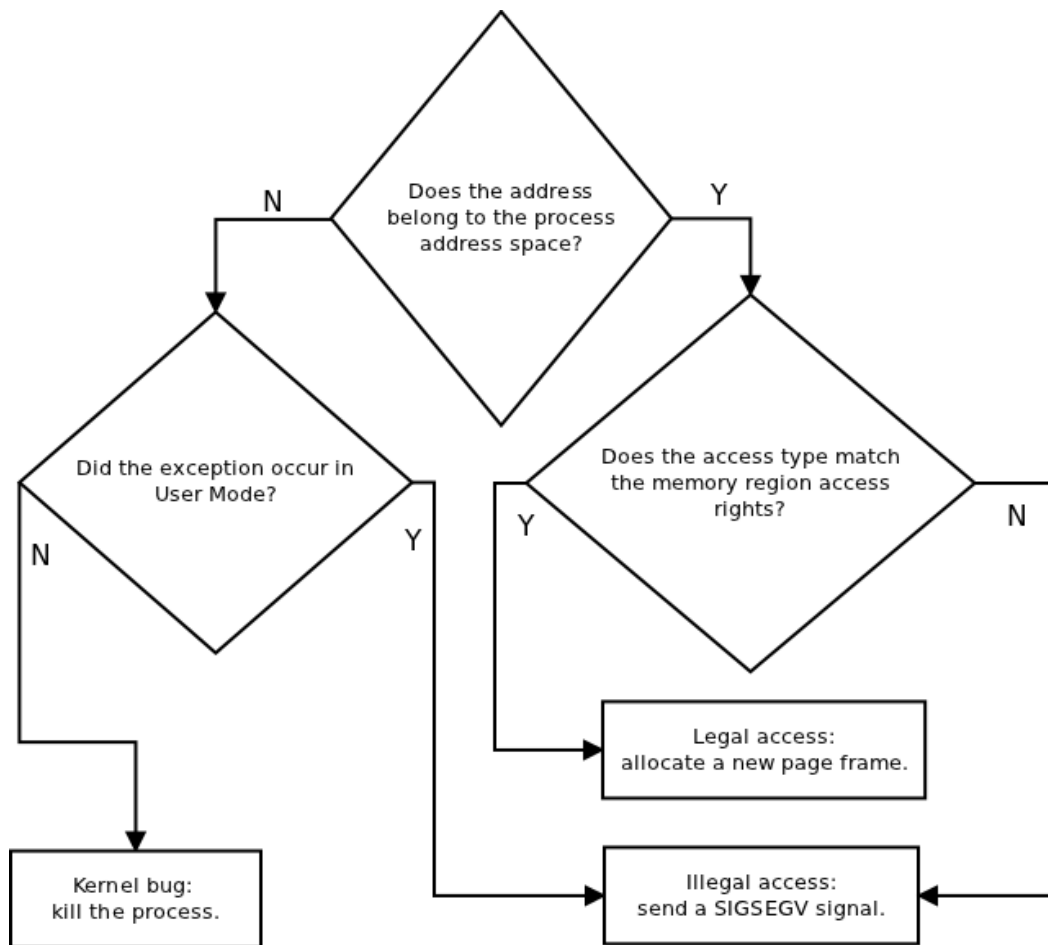 Does the address
belong to the process
address space?
N
Y
Did the exception occur in
User Mode?
N
Y
Does the access type match
the memory region access
rights?
Y
N
Legal access:
allocate a new page frame.
Kernel bug:
kill the process.
Illegal access:
send a SIGSEGV signal.